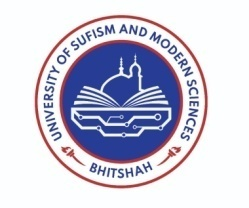 UNIVERSITY OF SUFISM AND MODERN SCIENCES
BHITSHAH